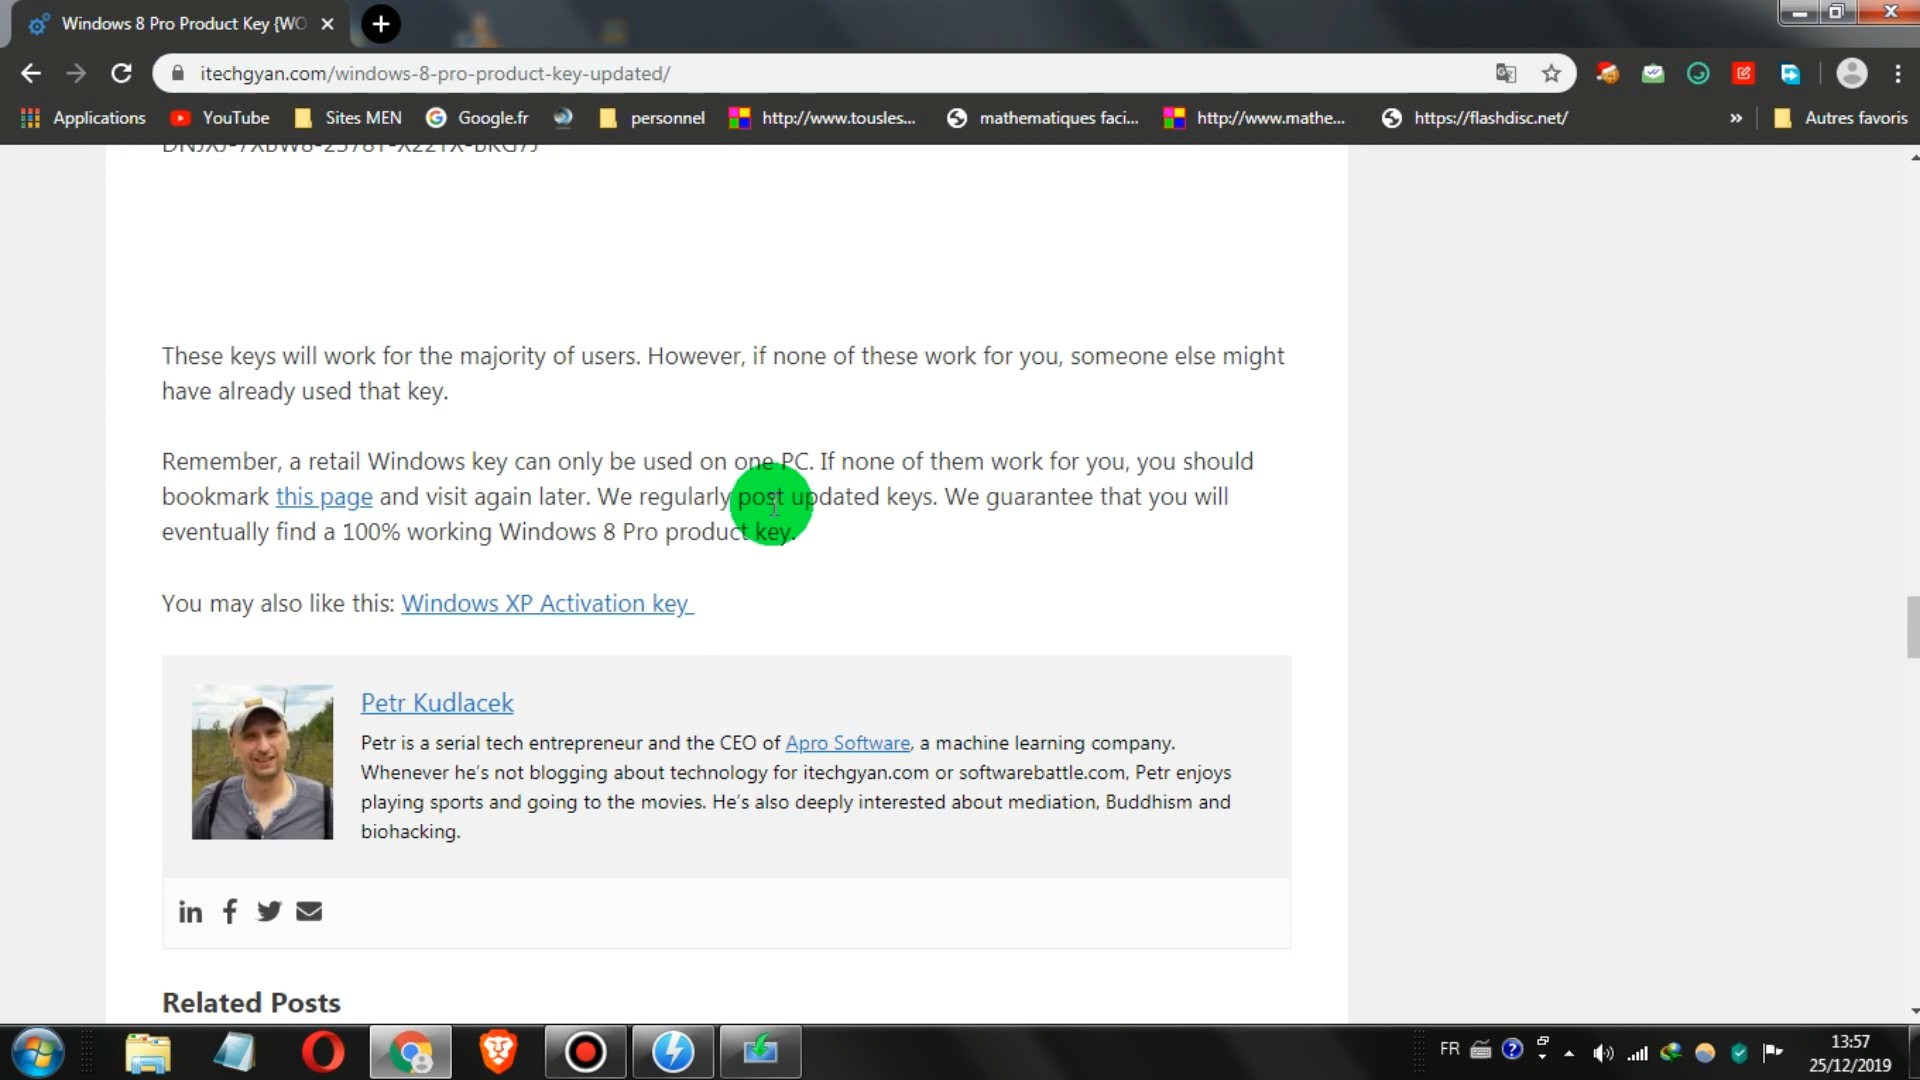 Windows 8 Pro Product Key {WO
itechgyan.com/windows-8-pro-product-key-updated/
Applications YouTube Sites MEN Google.fr personnel http://www.tousles... mathematiques faci... http://www.mathe... https://flashdisc.net/ » Autres favoris
These keys will work for the majority of users. However, if none of these work for you, someone else might
have already used that key.
Remember, a retail Windows key can only be used on one PC. If none of them work for you, you should
bookmark this page and visit again later. We regularly post updated keys. We guarantee that you will
eventually find a 100% working Windows 8 Pro product key.
You may also like this: Windows XP Activation key
Petr Kudlacek
Petr is a serial tech entrepreneur and the CEO of Apro Software, a machine learning company.
Whenever he's not blogging about technology for itechgyan.com or softwarebattle.com, Petr enjoys
playing sports and going to the movies. He's also deeply interested about mediation, Buddhism and
biohacking.
Related Posts
FR
13:57
25/12/2019